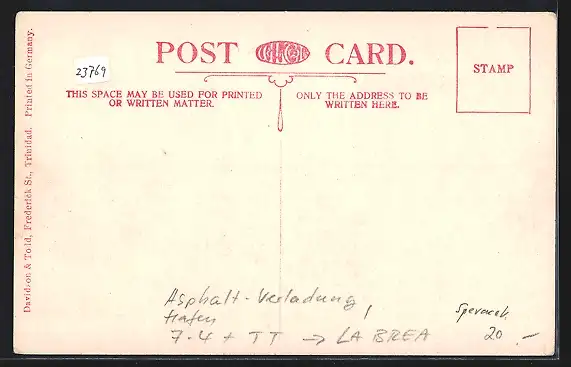 POST CARD.
23769
STAMP
THIS SPACE MAY BE USED FOR PRINTED
OR WRITTEN MATTER.
ONLY THE ADDRESS TO BE
WRITTEN HERE.
Davidson & Todd, Frederick St., Trinidad. Printed in Germany.
Asphalt-Verladung,
Hafen
7.4 + TT → LA BREA
20.-